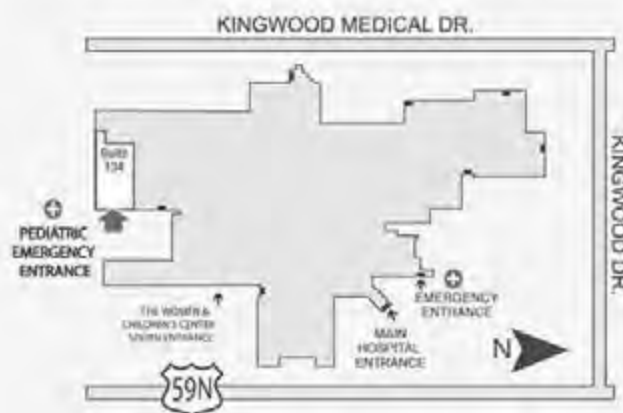 KINGWOOD MEDICAL DR.
KINGWOOD DR.
Suite
134
PEDIATRIC
EMERGENCY
ENTRANCE
THE WOMEN &
CHILDREN'S CENTER
ENTRANCE
EMERGENCY
ENTRANCE
MAIN
HOSPITAL
ENTRANCE
N
59N